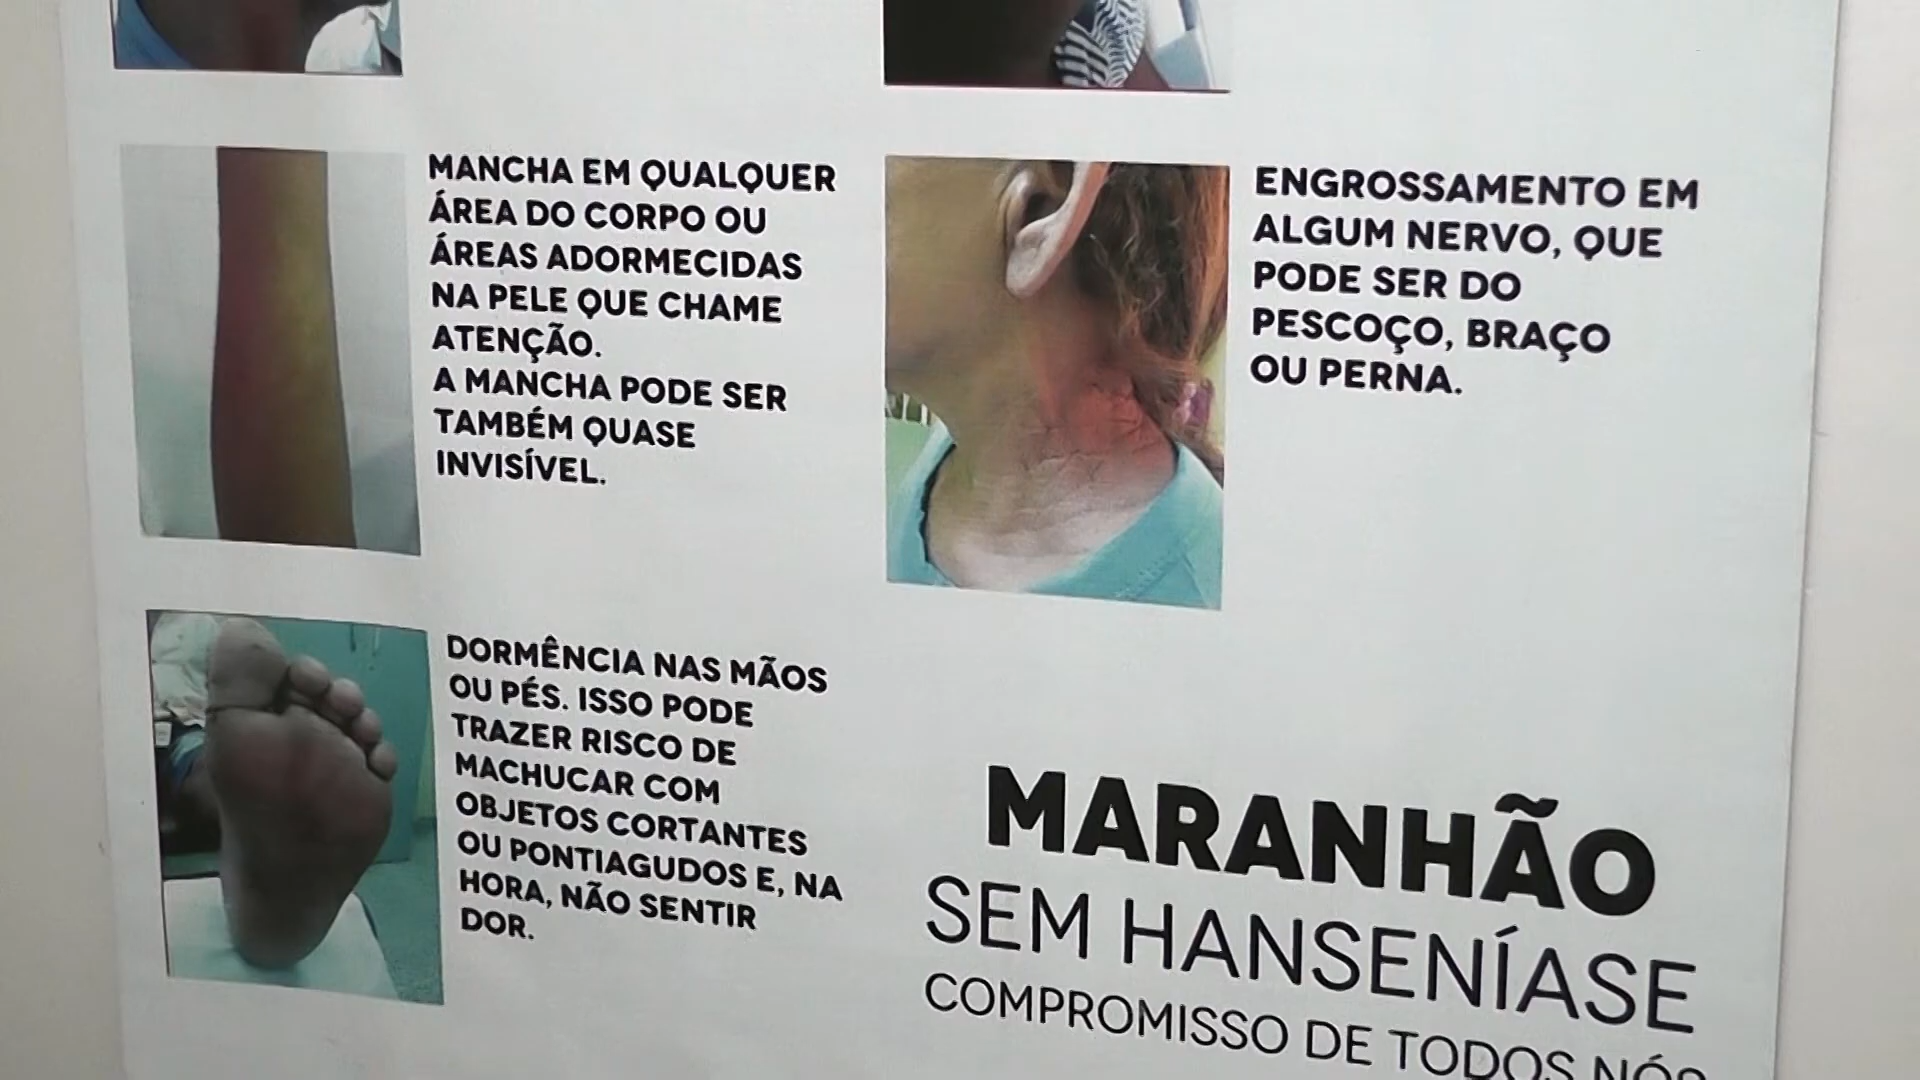 MANCHA EM QUALQUER
ÁREA DO CORPO OU
ÁREAS ADORMECIDAS
NA PELE QUE CHAME
ATENÇÃO.
A MANCHA PODE SER
TAMBÉM QUASE
INVISÍVEL.
ENGROSSAMENTO EM
ALGUM NERVO, QUE
PODE SER DO
PESCOÇO, BRAÇO
OU PERNA.
DORMÊNCIA NAS MÃOS
OU PÉS. ISSO PODE
TRAZER RISCO DE
MACHUCAR COM
OBJETOS CORTANTES
OU PONTIAGUDOS E, NA
HORA, NÃO SENTIR
DOR.
MARANHÃO
SEM HANSENÍASE
COMPROMISSO DE TODOS NÓS